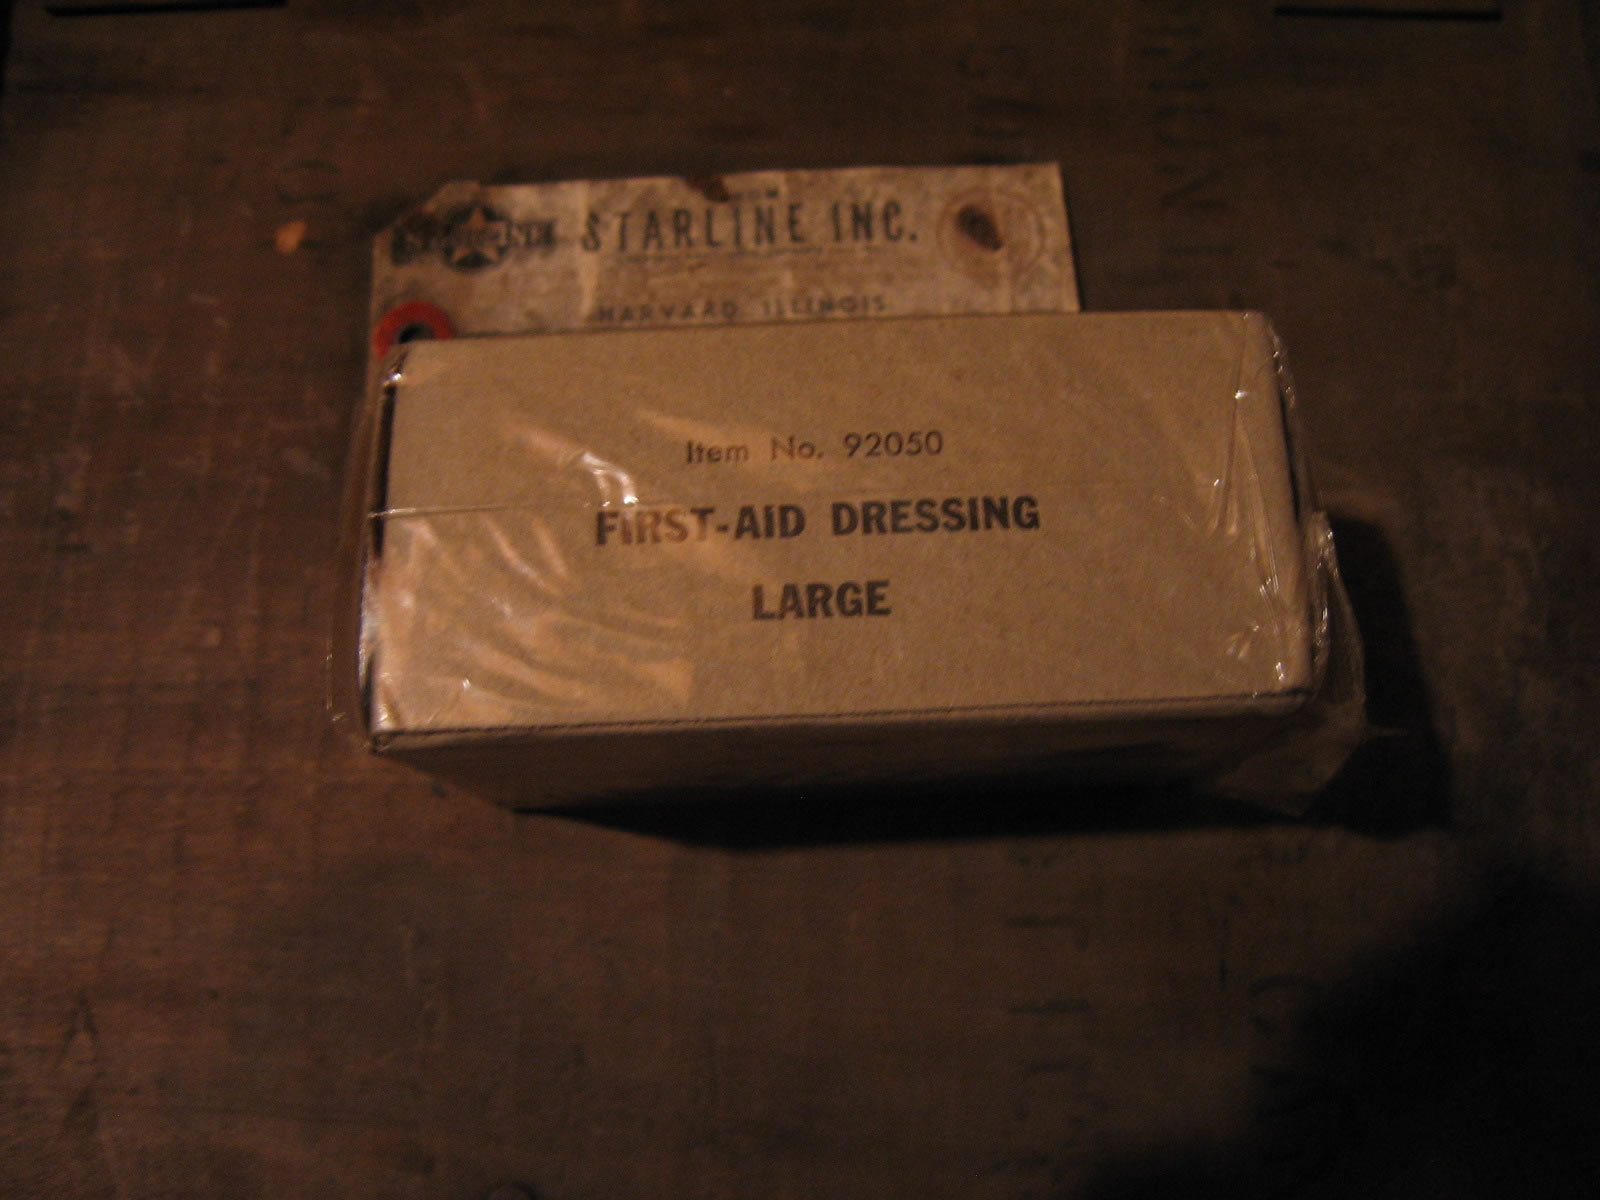 STARLINE INC.
HARVARD, ILLINOIS
Item No. 92050
FIRST-AID DRESSING
LARGE